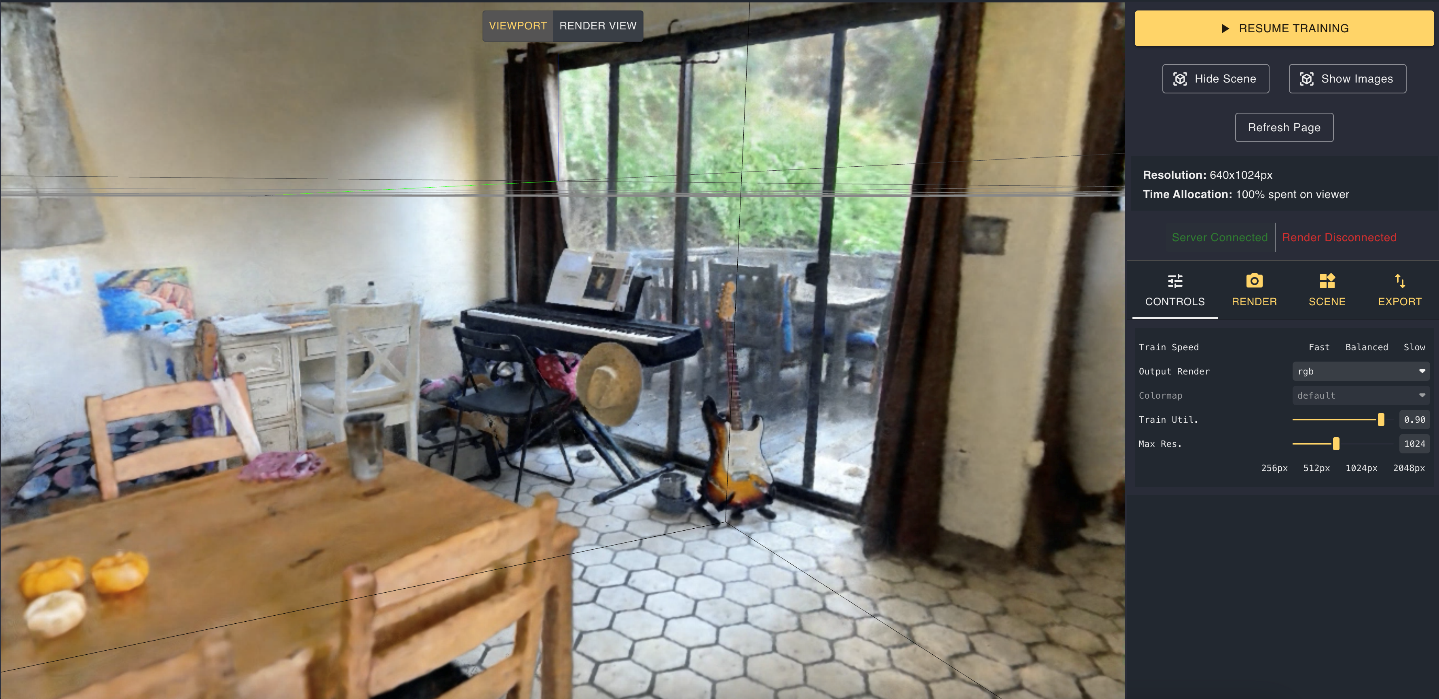 VIEWPORT RENDER VIEW
RESUME TRAINING
Hide Scene Show Images
Refresh Page
Resolution: 640x1024px
Time Allocation: 100% spent on viewer
Server Connected Render Disconnected
CONTROLS RENDER SCENE EXPORT
Train Speed Fast Balanced Slow
Output Render rgb
Colormap default
Train Util. 0.90
Max Res. 1024
256px 512px 1024px 2048px